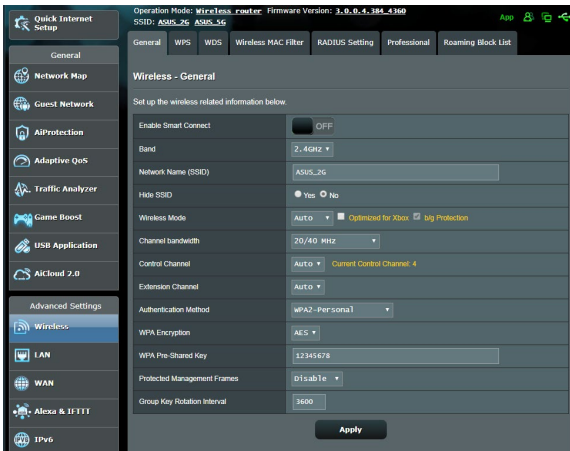 Quick Internet
Setup
General
Network Map
Guest Network
AiProtection
Adaptive QoS
Traffic Analyzer
Game Boost
USB Application
AiCloud 2.0
Advanced Settings
Wireless
LAN
WAN
Alexa & IFTTT
IPv6
Operation Mode: Wireless router Firmware Version: 3.0.0.4.384_4360
SSID: ASUS_2G ASUS_5G
App
General WPS WDS Wireless MAC Filter RADIUS Setting Professional Roaming Block List
Wireless - General
Set up the wireless related information below.
Enable Smart Connect OFF
Band 2.4GHz
Network Name (SSID) ASUS_2G
Hide SSID Yes No
Wireless Mode Auto Optimized for Xbox b/g Protection
Channel bandwidth 20/40 MHz
Control Channel Auto Current Control Channel: 4
Extension Channel Auto
Authentication Method WPA2-Personal
WPA Encryption AES
WPA Pre-Shared Key 12345678
Protected Management Frames Disable
Group Key Rotation Interval 3600
Apply